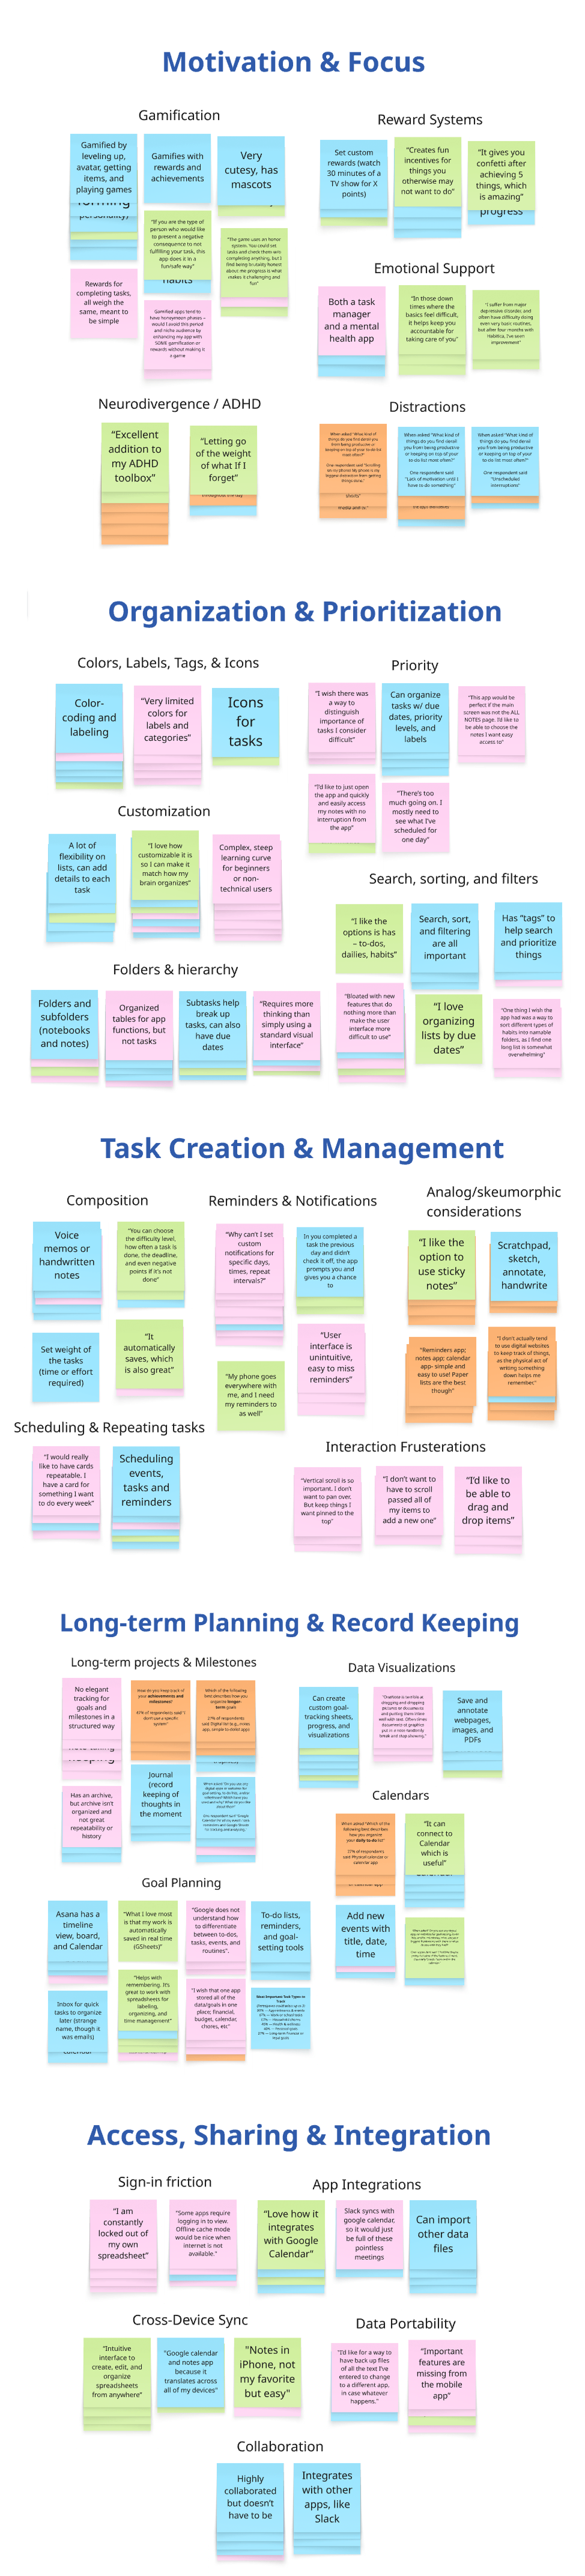 Motivation & Focus
Gamification
Gamified by
leveling up,
avatar, getting
items, and
playing games
personality)
Gamifies with
rewards and
achievements
Very
cutesy, has
mascots
"If you are the type of
person who would like
to present a negative
consequence to not
fulfilling your task, this
app does it in a
fun/safe way"
habits
"The game uses an honor
system. You could set
tasks and check them win
completing anything, but I
find being brutally honest
about me progress is what
makes it challenging and
fun"
Rewards for
completing tasks,
all weigh the
same, meant to
be simple
Gamified apps tend to
have honeymoon phases –
would I avoid this period
and niche audience by
enhancing my app with
SOME gamification or
rewards without making it
a game
Reward Systems
Set custom
rewards (watch
30 minutes of a
TV show for X
points)
"Creates fun
incentives for
things you
otherwise may
not want to do"
"It gives you
confetti after
achieving 5
things, which
is amazing"
progress
Emotional Support
Both a task
manager
and a mental
health app
"In those down
times where the
basics feel difficult,
it helps keep you
accountable for
taking care of you"
"I suffer from major
depressive disorder, and
often have difficulty doing
even very basic routines,
but after four months with
Habitica, I've seen
improvement"
Neurodivergence / ADHD
"Excellent
addition to
my ADHD
toolbox"
"Letting go
of the weight
of what If I
forget"
throughout the day
Distractions
When asked "What kind of
things do you find derail
you from being productive
or keeping on top of your
to-do list most often?"
One respondent said "Scrolling
When asked "What kind of
things do you find derail
you from being productive
or keeping on top of your
to-do list most often?"
One respondent said
"Lack of motivation until I
have to do something"
When asked "What kind of
things do you find derail
you from being productive
or keeping on top of your
to-do list most often?"
One respondent said
"Unscheduled
interruptions"
Organization & Prioritization
Colors, Labels, Tags, & Icons
Color-
coding and
labeling
"Very limited
colors for
labels and
categories"
Icons
for
tasks
Priority
"I wish there was
a way to
distinguish
importance of
tasks I consider
difficult"
Can organize
tasks w/ due
dates, priority
levels, and
labels
"This app would be
perfect if the main
screen was not the ALL
NOTES page. I'd like to
be able to choose the
notes I want easy
access to"
"I'd like to just open
the app and quickly
and easily access
my notes with no
interruption from
the app"
"There's too
much going on. I
mostly need to
see what I've
scheduled for
one day"
Customization
A lot of
flexibility on
lists, can add
details to each
task
"I love how
customizable it is
so I can make it
match how my
brain organizes"
Complex, steep
learning curve
for beginners
or non-
technical users
Search, sorting, and filters
"I like the
options is has
– to-dos,
dailies, habits"
Search, sort,
and filtering
are all
important
Has "tags" to
help search
and prioritize
things
"Bloated with new
features that do
nothing more than
make the user
interface more
difficult to use"
"I love
organizing
lists by due
dates"
"One thing I wish the
app had was a way to
sort different types of
habits into namable
folders, as I find one
long list is somewhat
overwhelming"
Folders & hierarchy
Folders and
subfolders
(notebooks
and notes)
Organized
tables for app
functions, but
not tasks
Subtasks help
break up
tasks, can also
have due
dates
"Requires more
thinking than
simply using a
standard visual
interface"
Task Creation & Management
Composition
Voice
memos or
handwritten
notes
"You can choose
the difficulty level,
how often a task is
done, the deadline,
and even negative
points if it's not
done"
Set weight of
the tasks
(time or effort
required)
"It
automatically
saves, which
is also great"
Reminders & Notifications
"Why can't I set
custom
notifications for
specific days,
times, repeat
intervals?"
In you completed a
task the previous
day and didn't
check it off, the app
prompts you and
gives you a chance
to
"User
interface is
unintuitive,
easy to miss
reminders"
"My phone goes
everywhere with
me, and I need
my reminders to
as well"
Analog/skeumorphic
considerations
"I like the
option to
use sticky
notes"
Scratchpad,
sketch,
annotate,
handwrite
"Reminders app;
notes app; calendar
app- simple and
easy to use! Paper
lists are the best
though"
"I don't actually tend
to use digital websites
to keep track of things,
as the physical act of
writing something
down helps me
remember."
Scheduling & Repeating tasks
"I would really
like to have cards
repeatable. I
have a card for
something I want
to do every week"
Scheduling
events,
tasks and
reminders
Interaction Frusterations
"Vertical scroll is so
important. I don't
want to pan over.
But keep things I
want pinned to the
top"
"I don't want to
have to scroll
passed all of
my items to
add a new one"
"I'd like to
be able to
drag and
drop items"
Long-term Planning & Record Keeping
Long-term projects & Milestones
No elegant
tracking for
goals and
milestones in a
structured way
How do you keep track of
your achievements and
milestones?
Which of the following
best describes how you
organize longer-
term goals
Has an archive,
but archive isn't
organized and
not great
repeatability or
history
Journal
(record
keeping of
thoughts in
the moment
Data Visualizations
Can create
custom goal-
tracking sheets,
progress, and
visualizations
Save and
annotate
webpages,
images, and
PDFs
Calendars
When asked "Which of the
following best describes
how you organize
your daily to-do list"
"It can
connect to
Calendar
which is
useful"
Add new
events with
title, date,
time
Goal Planning
Asana has a
timeline
view, board,
and Calendar
"What I love most
is that my work is
automatically
saved in real time
(GSheets)"
"Google does not
understand how
to differentiate
between to-dos,
tasks, events, and
routines".
To-do lists,
reminders,
and goal-
setting tools
Inbox for quick
tasks to organize
later (strange
name, though it
was emails)
"Helps with
remembering. It's
great to work with
spreadsheets for
labeling,
organizing, and
time management"
"I wish that one app
stored all of the
data/goals in one
place; financial,
budget, calendar,
chores, etc"
Access, Sharing & Integration
Sign-in friction
"I am
constantly
locked out of
my own
spreadsheet"
"Some apps require
logging in to view.
Offline cache mode
would be nice when
internet is not
available."
App Integrations
"Love how it
integrates
with Google
Calendar"
Slack syncs with
google calendar,
so it would just
be full of these
pointless
meetings
Can import
other data
files
Cross-Device Sync
"Intuitive
interface to
create, edit, and
organize
spreadsheets
from anywhere"
"Google calendar
and notes app
because it
translates across
all of my devices"
"Notes in
iPhone, not
my favorite
but easy"
Data Portability
"I'd like for a way to
have back up files
of all the text I've
entered to change
to a different app,
in case whatever
happens."
"Important
features are
missing from
the mobile
app"
Collaboration
Highly
collaborated
but doesn't
have to be
Integrates
with other
apps, like
Slack